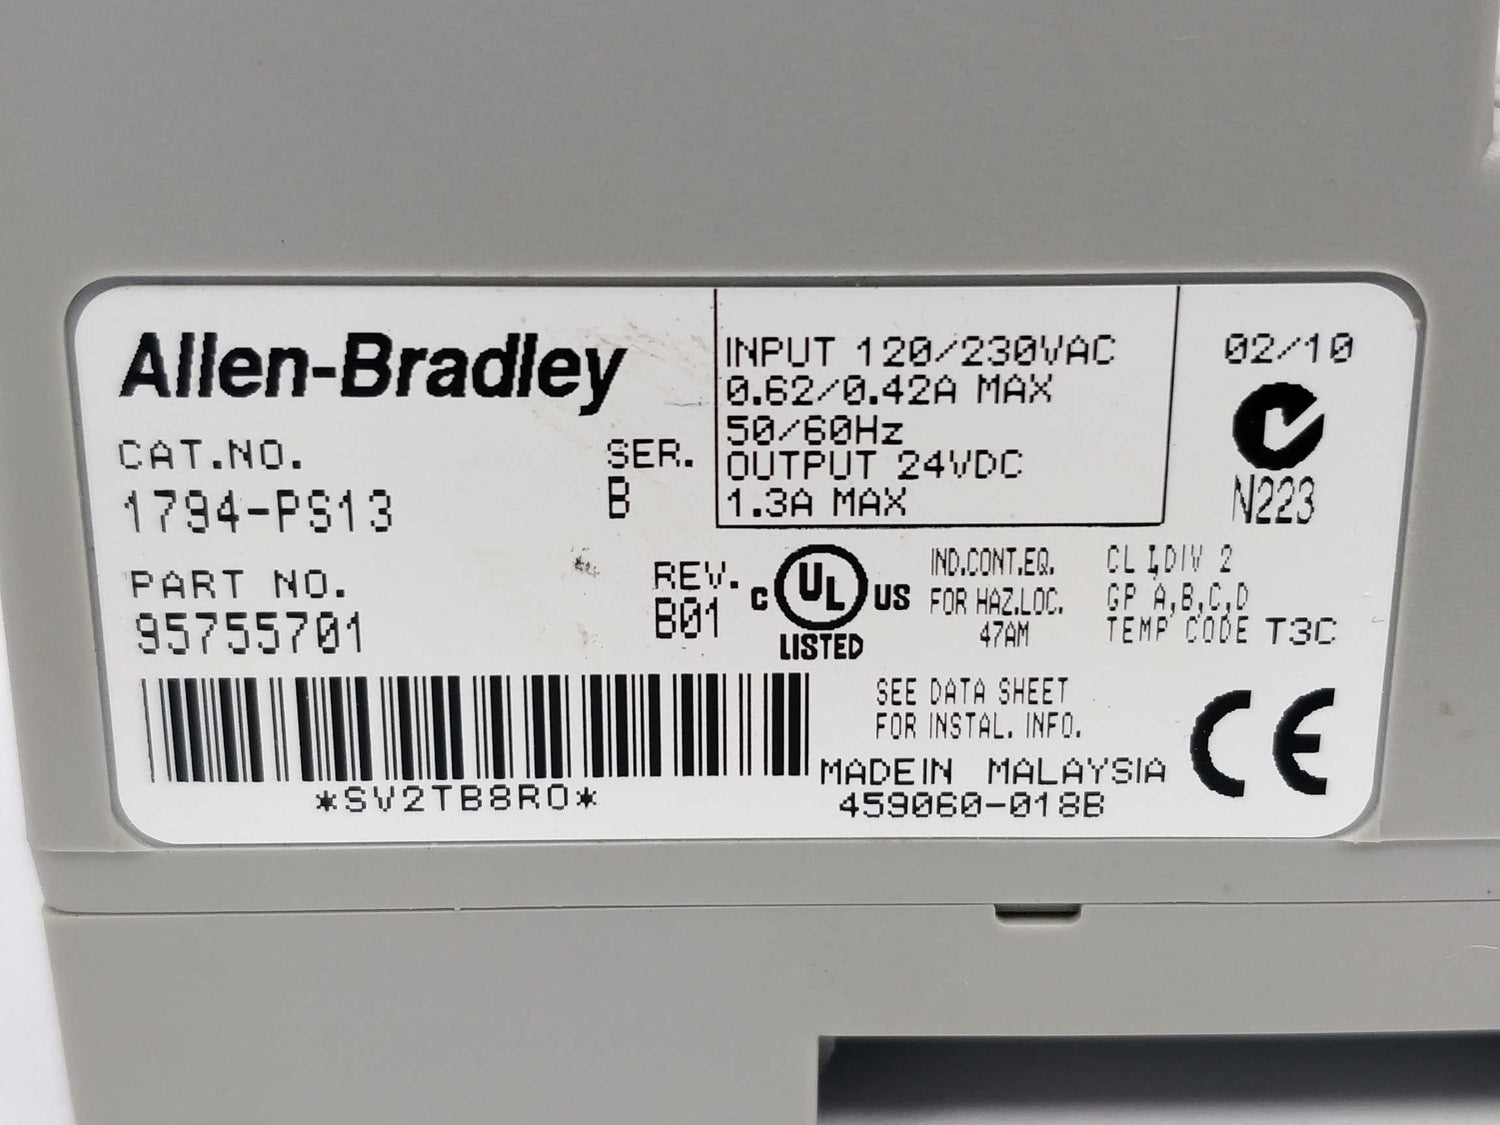 Allen-Bradley
CAT.NO.
SER.
1794-PS13
B
PART NO.
REV.
95755701
B01
*SV2TB8RO*
INPUT 120/230VAC
0.62/0.42A MAX
50/60Hz
OUTPUT 24VDC
1.3A MAX
02/10
N223
C UL US
LISTED
IND.CONT.EQ.
FOR HAZ.LOC.
47AM
CL I,DIV 2
GP A,B,C,D
TEMP CODE T3C
SEE DATA SHEET
FOR INSTAL. INFO.
MADE IN MALAYSIA
459060-018B
CE